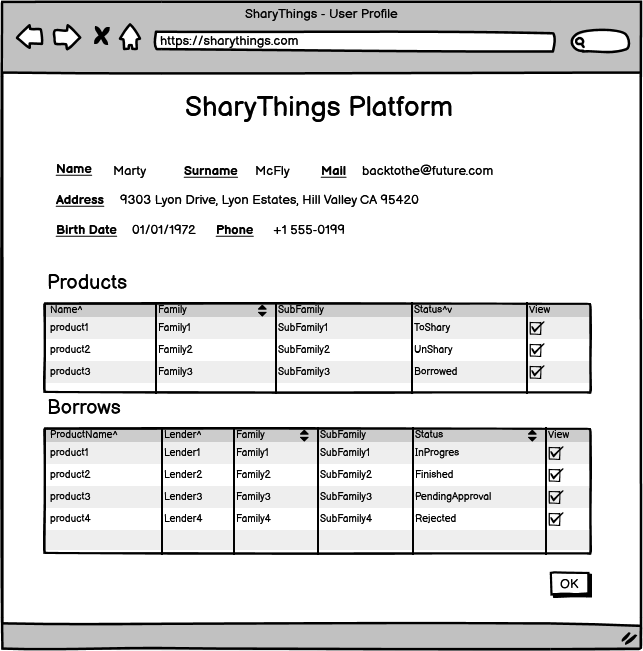 SharyThings - User Profile
https://sharythings.com
SharyThings Platform
Name Marty Surname McFly Mail backtothe@future.com
Address 9303 Lyon Drive, Lyon Estates, Hill Valley CA 95420
Birth Date 01/01/1972 Phone +1 555-0199
Products
Name^ Family SubFamily Status^v View
product1 Family1 SubFamily1 ToShary
product2 Family2 SubFamily2 UnShary
product3 Family3 SubFamily3 Borrowed
Borrows
ProductName^ Lender^ Family SubFamily Status View
product1 Lender1 Family1 SubFamily1 InProgres
product2 Lender2 Family2 SubFamily2 Finished
product3 Lender3 Family3 SubFamily3 PendingApproval
product4 Lender4 Family4 SubFamily4 Rejected
OK